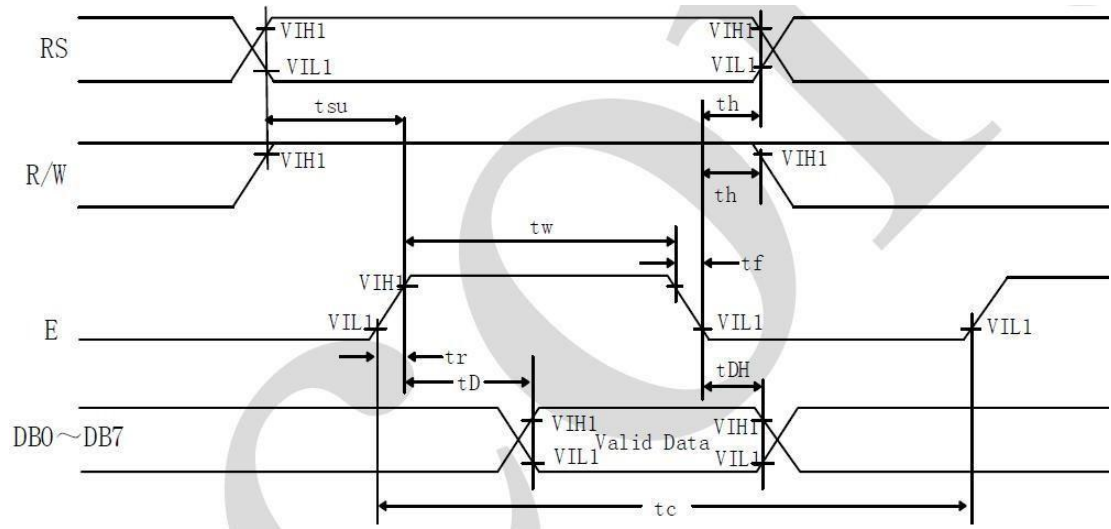 RS
VIH1
VIH1
VIL1
VIL1
tsu
th
R/W
VIH1
VIH1
th
tw
tf
VIH1
E
VIL1
VIL1
VIL1
tr
tD
tDH
DB0～DB7
VIH1
VIH1
Valid Data
VIL1
VIL1
tc